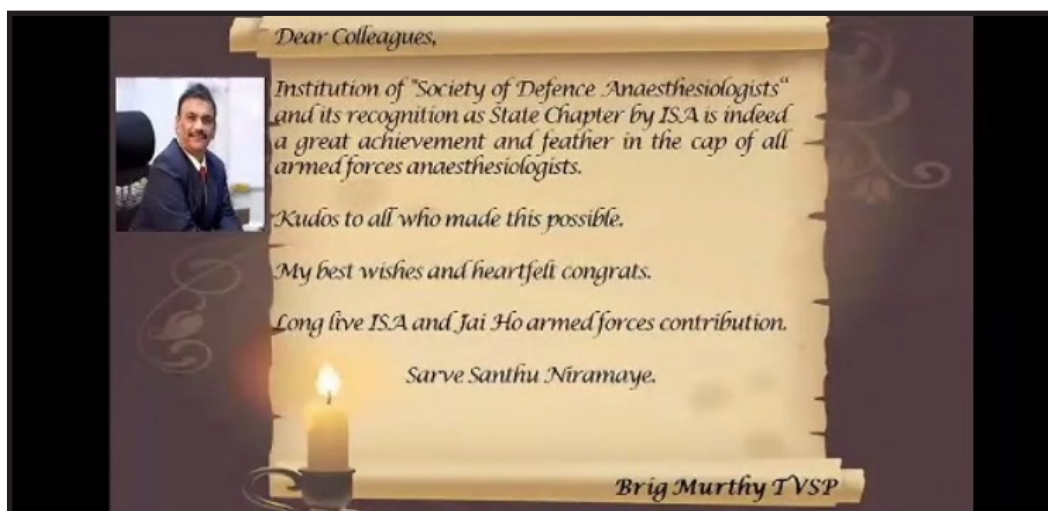 Dear Colleagues,
Institution of "Society of Defence Anaesthesiologists"
and its recognition as State Chapter by ISA is indeed
a great achievement and feather in the cap of all
armed forces anaesthesiologists.
Kudos to all who made this possible.
My best wishes and heartfelt congrats.
Long live ISA and Jai Ho armed forces contribution.
Sarve Santhu Niramaye.
Brig Murthy TVSP